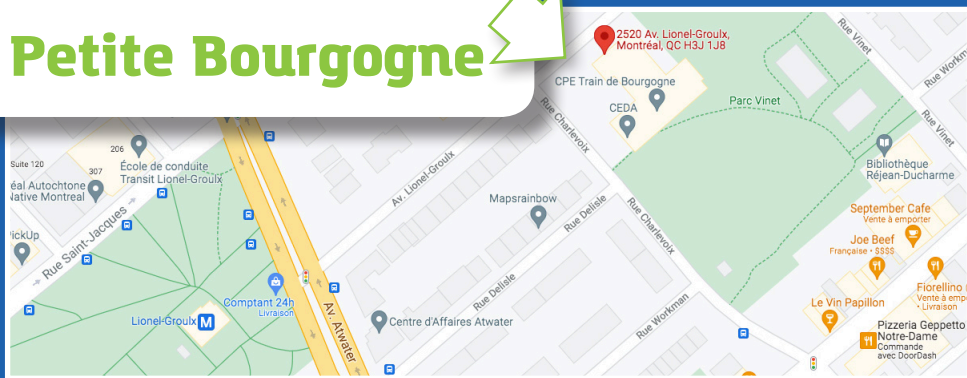 Petite Bourgogne
2520 Av. Lionel-Groulx,
Montréal, QC H3J 1J8
CPE Train de Bourgogne
CEDA
Parc Vinet
Rue Vinet
Rue Workm
Rue Vinet
Bibliothèque
Réjean-Ducharme
September Cafe
Vente à emporter
Joe Beef
Française • $$$$
Fiorellino
Vente à emp
• Livraison
Le Vin Papillon
Pizzeria Geppetto
Notre-Dame
Commande
avec DoorDash
Rue Charlevoix
Rue Charlevoix
Av. Lionel-Groulx
Mapsrainbow
Rue Delisle
Rue Delisle
Rue Workman
Centre d'Affaires Atwater
Av. Atwater
Comptant 24h
Livraison
Lionel-Groulx M
Rue Saint-Jacques
206
307
Suite 120
École de conduite
Transit Lionel-Groulx
éal Autochtone
Native Montreal
ickUp